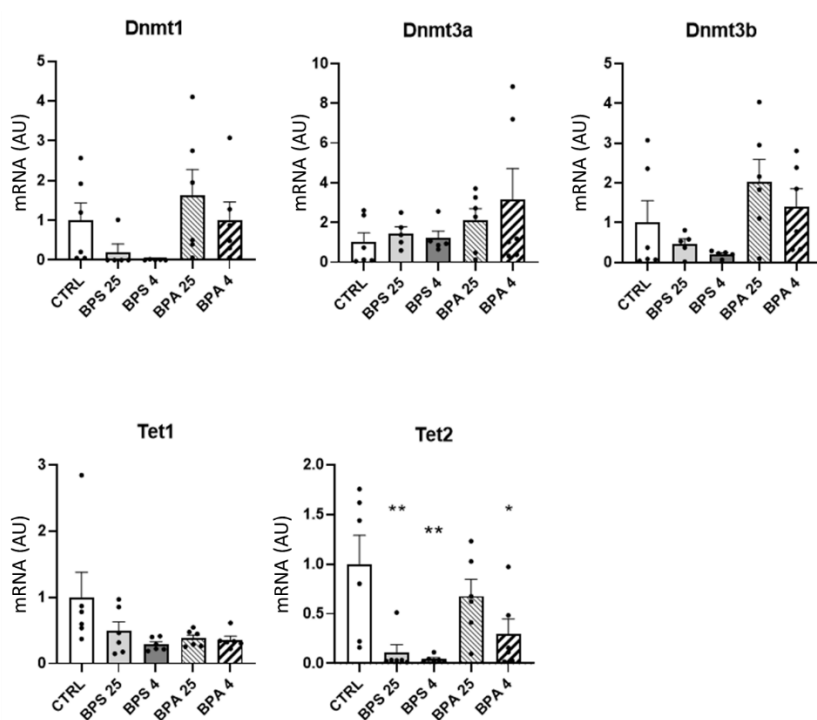 Dnmt1
Dnmt3a
Dnmt3b
mRNA (AU)
5
4
3
2
1
0
CTRL
BPS 25
BPS 4
BPA 25
BPA 4
mRNA (AU)
10
8
6
4
2
0
CTRL
BPS 25
BPS 4
BPA 25
BPA 4
mRNA (AU)
5
4
3
2
1
0
CTRL
BPS 25
BPS 4
BPA 25
BPA 4
Tet1
Tet2
mRNA (AU)
3
2
1
0
CTRL
BPS 25
BPS 4
BPA 25
BPA 4
mRNA (AU)
2.0
1.5
1.0
0.5
0.0
**
**
*
CTRL
BPS 25
BPS 4
BPA 25
BPA 4